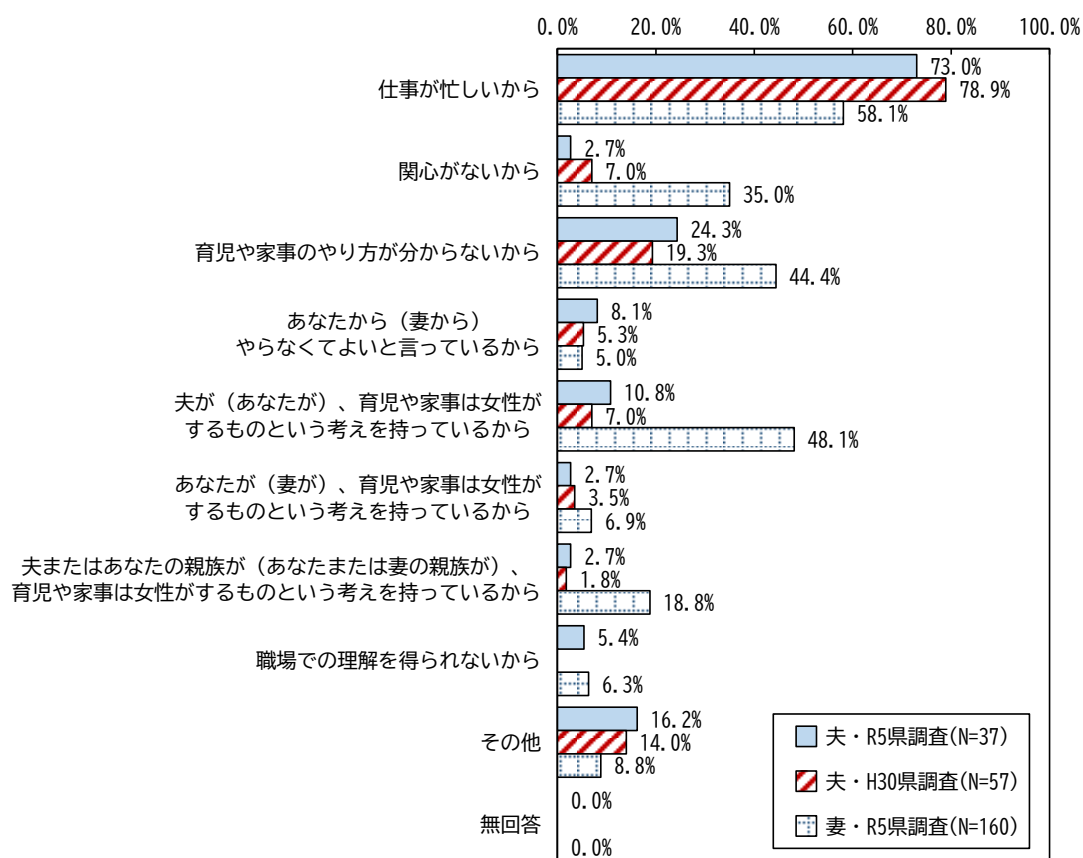 0.0% 20.0% 40.0% 60.0% 80.0% 100.0%
仕事が忙しいから
73.0%
78.9%
58.1%
関心がないから
2.7%
7.0%
35.0%
育児や家事のやり方が分からないから
24.3%
19.3%
44.4%
あなたから（妻から）
やらなくてよいと言っているから
8.1%
5.3%
5.0%
夫が（あなたが）、育児や家事は女性が
するものという考えを持っているから
10.8%
7.0%
48.1%
あなたが（妻が）、育児や家事は女性が
するものという考えを持っているから
2.7%
3.5%
6.9%
夫またはあなたの親族が（あなたまたは妻の親族が）、
育児や家事は女性がするものという考えを持っているから
2.7%
1.8%
18.8%
職場での理解を得られないから
5.4%
6.3%
その他
16.2%
14.0%
8.8%
無回答
0.0%
0.0%
夫・R5県調査(N=37)
夫・H30県調査(N=57)
妻・R5県調査(N=160)